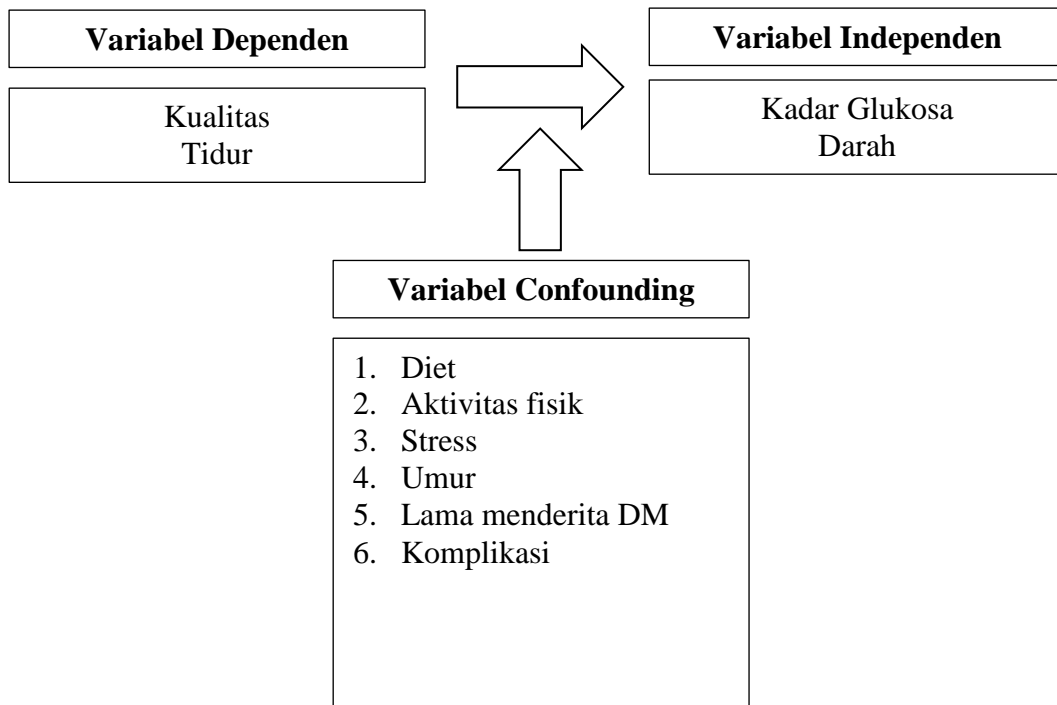 Variabel Dependen
Kualitas
Tidur
Variabel Independen
Kadar Glukosa
Darah
Variabel Confounding
1. Diet
2. Aktivitas fisik
3. Stress
4. Umur
5. Lama menderita DM
6. Komplikasi